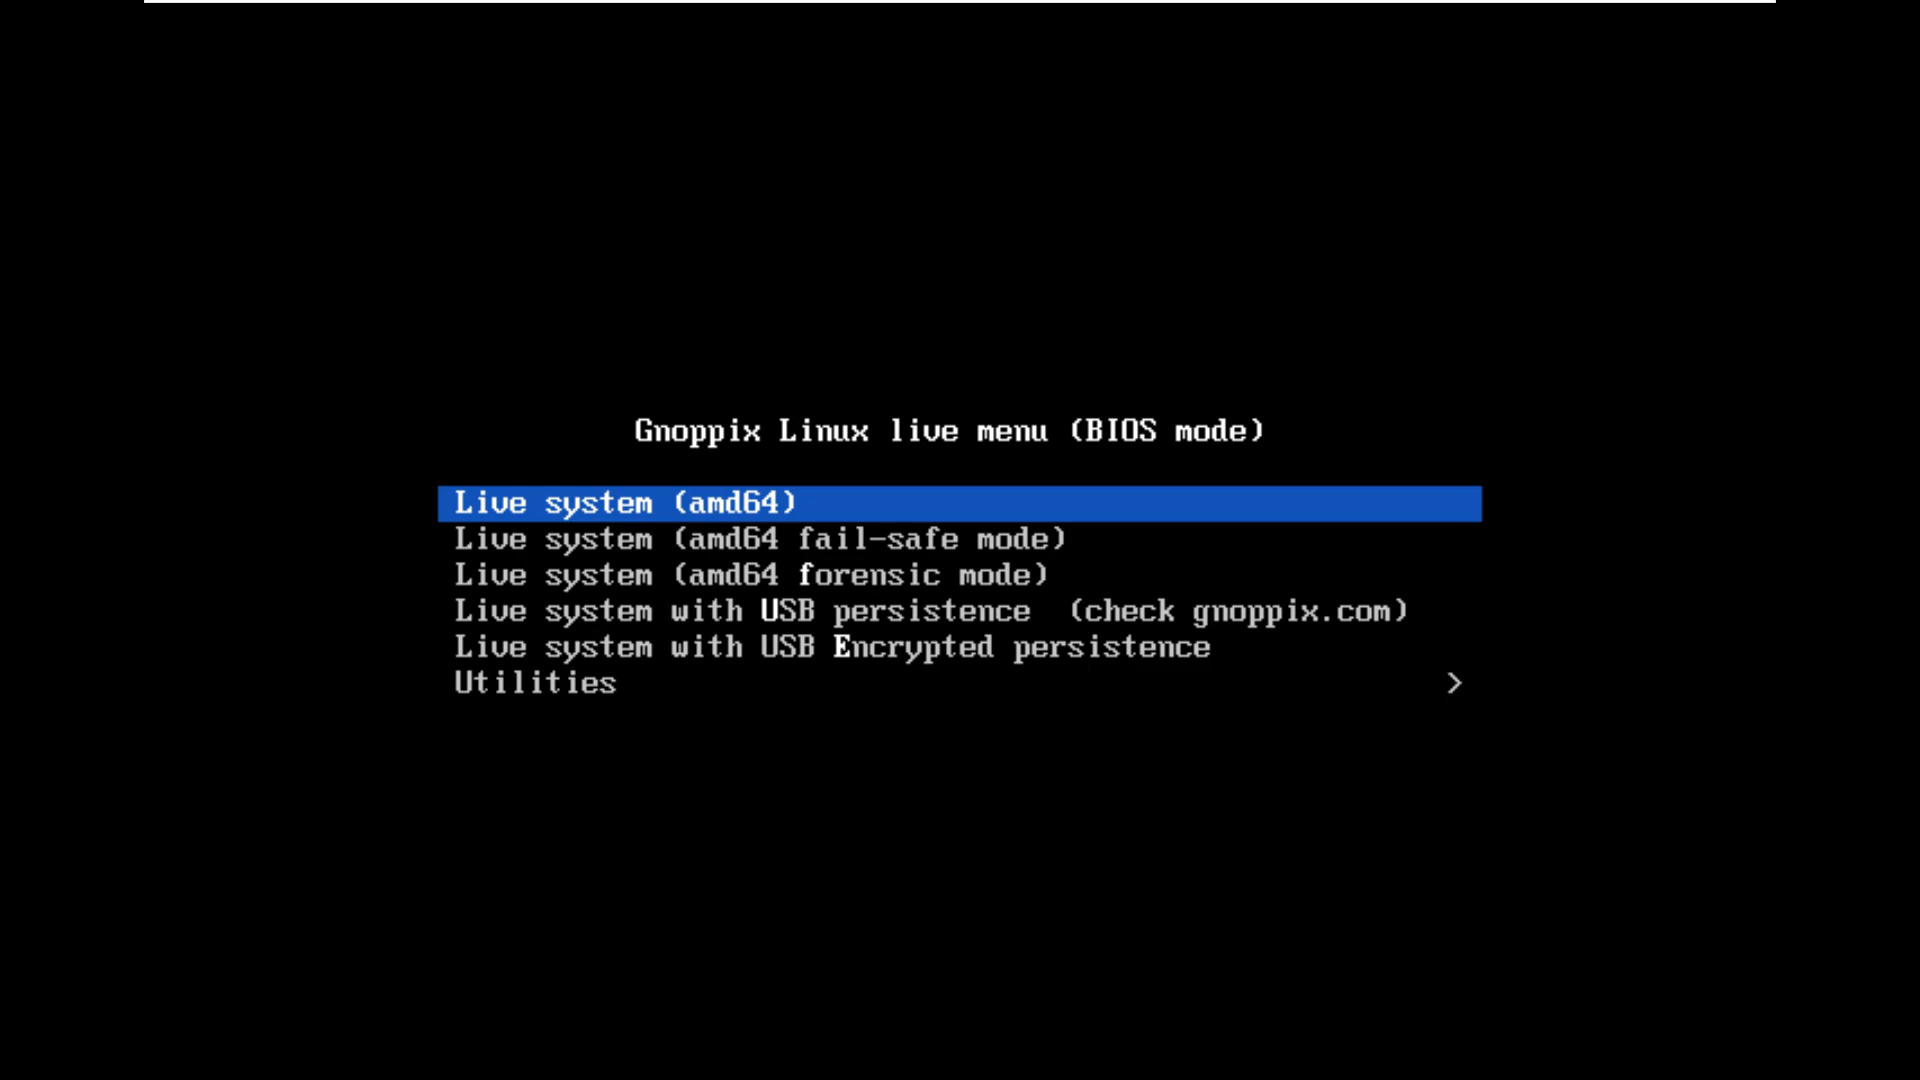 Gnoppix Linux live menu (BIOS mode)
Live system (amd64)
Live system (amd64 fail-safe mode)
Live system (amd64 forensic mode)
Live system with USB persistence  (check gnoppix.com)
Live system with USB Encrypted persistence
Utilities >